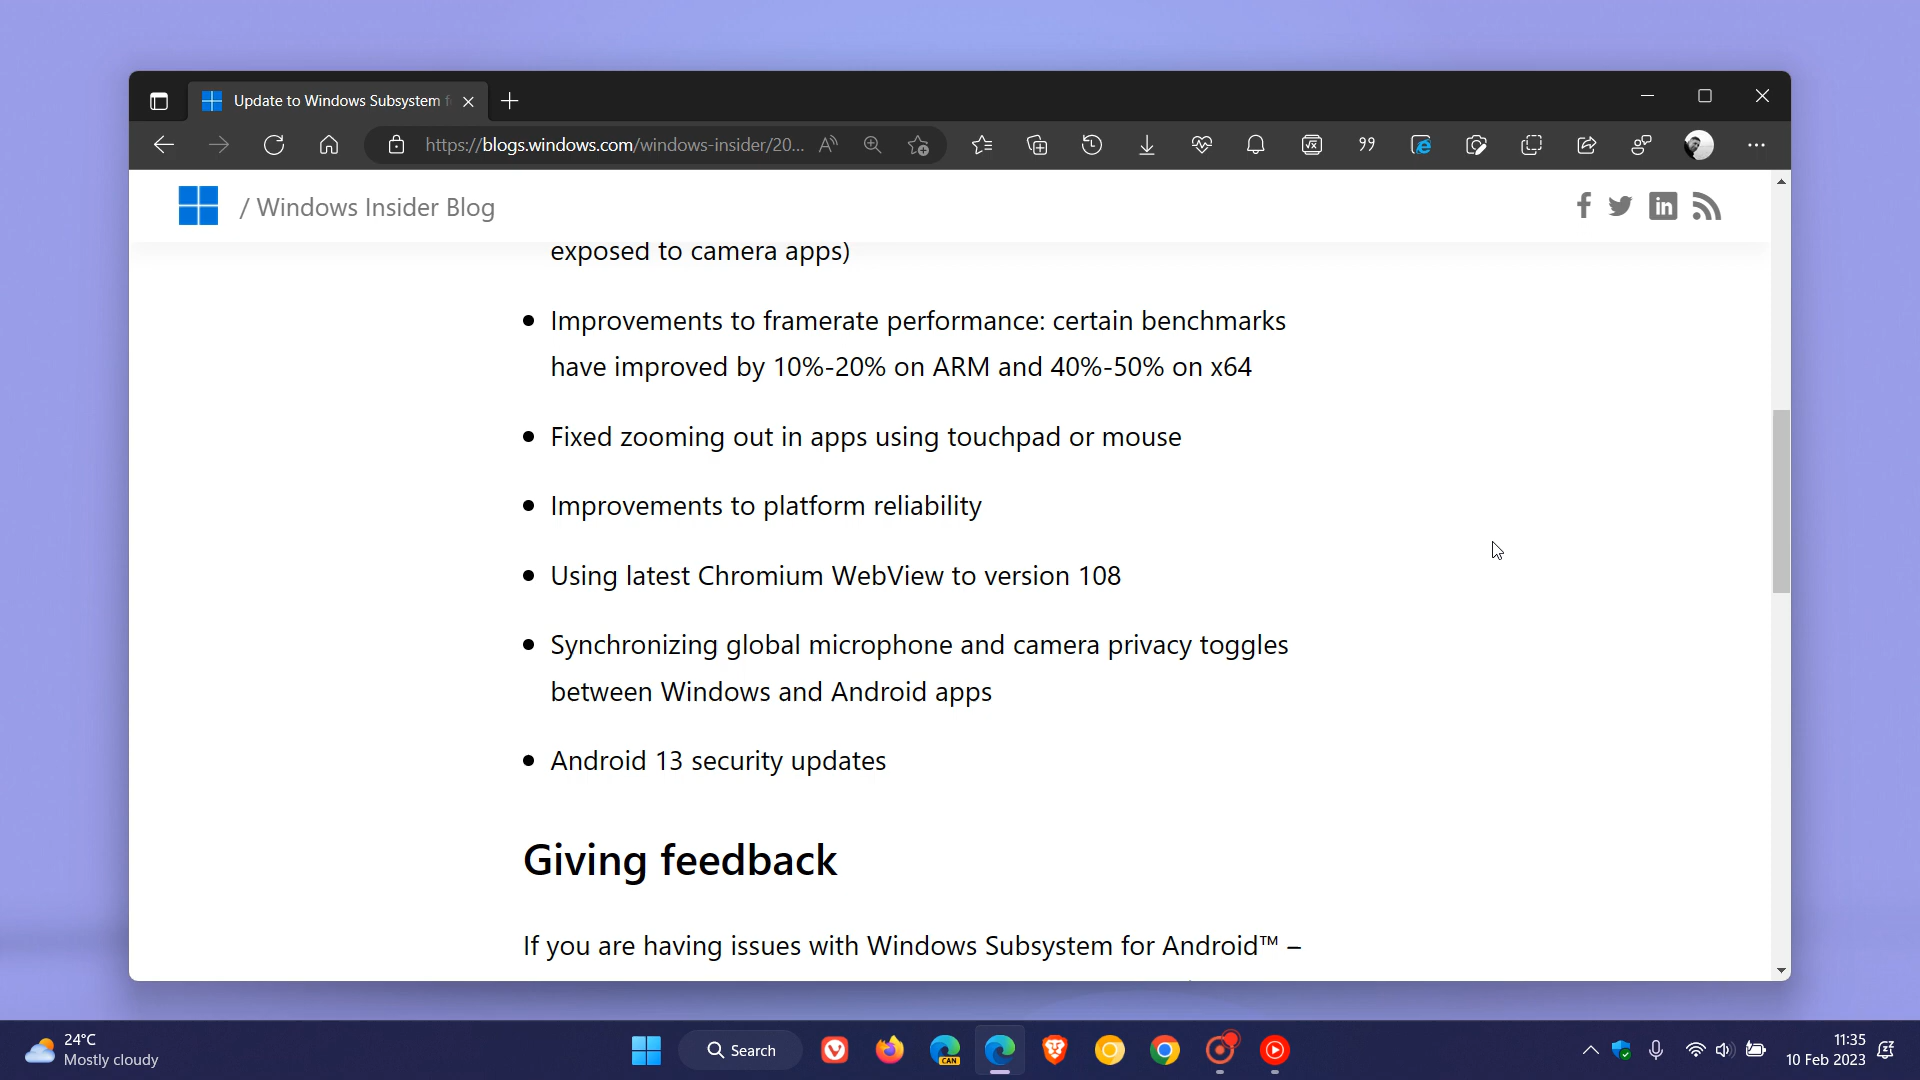 Update to Windows Subsystem f
https://blogs.windows.com/windows-insider/20...
/ Windows Insider Blog
exposed to camera apps)
• Improvements to framerate performance: certain benchmarks
have improved by 10%-20% on ARM and 40%-50% on x64
• Fixed zooming out in apps using touchpad or mouse
• Improvements to platform reliability
• Using latest Chromium WebView to version 108
• Synchronizing global microphone and camera privacy toggles
between Windows and Android apps
• Android 13 security updates
Giving feedback
If you are having issues with Windows Subsystem for Android™ –
24°C
Mostly cloudy
Search
CAN
11:35
10 Feb 2023